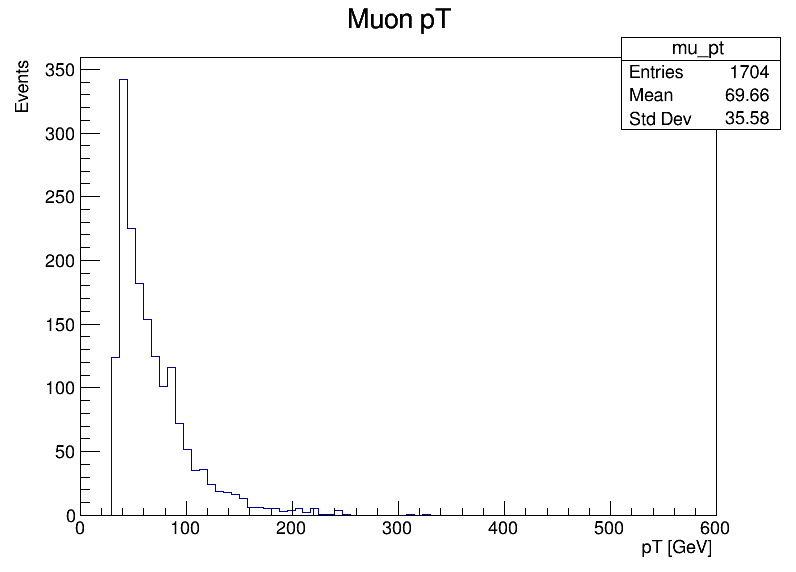 Muon pT
mu_pt
Entries 1704
Mean 69.66
Std Dev 35.58
Events
350
300
250
200
150
100
50
0
0 100 200 300 400 500 600
pT [GeV]